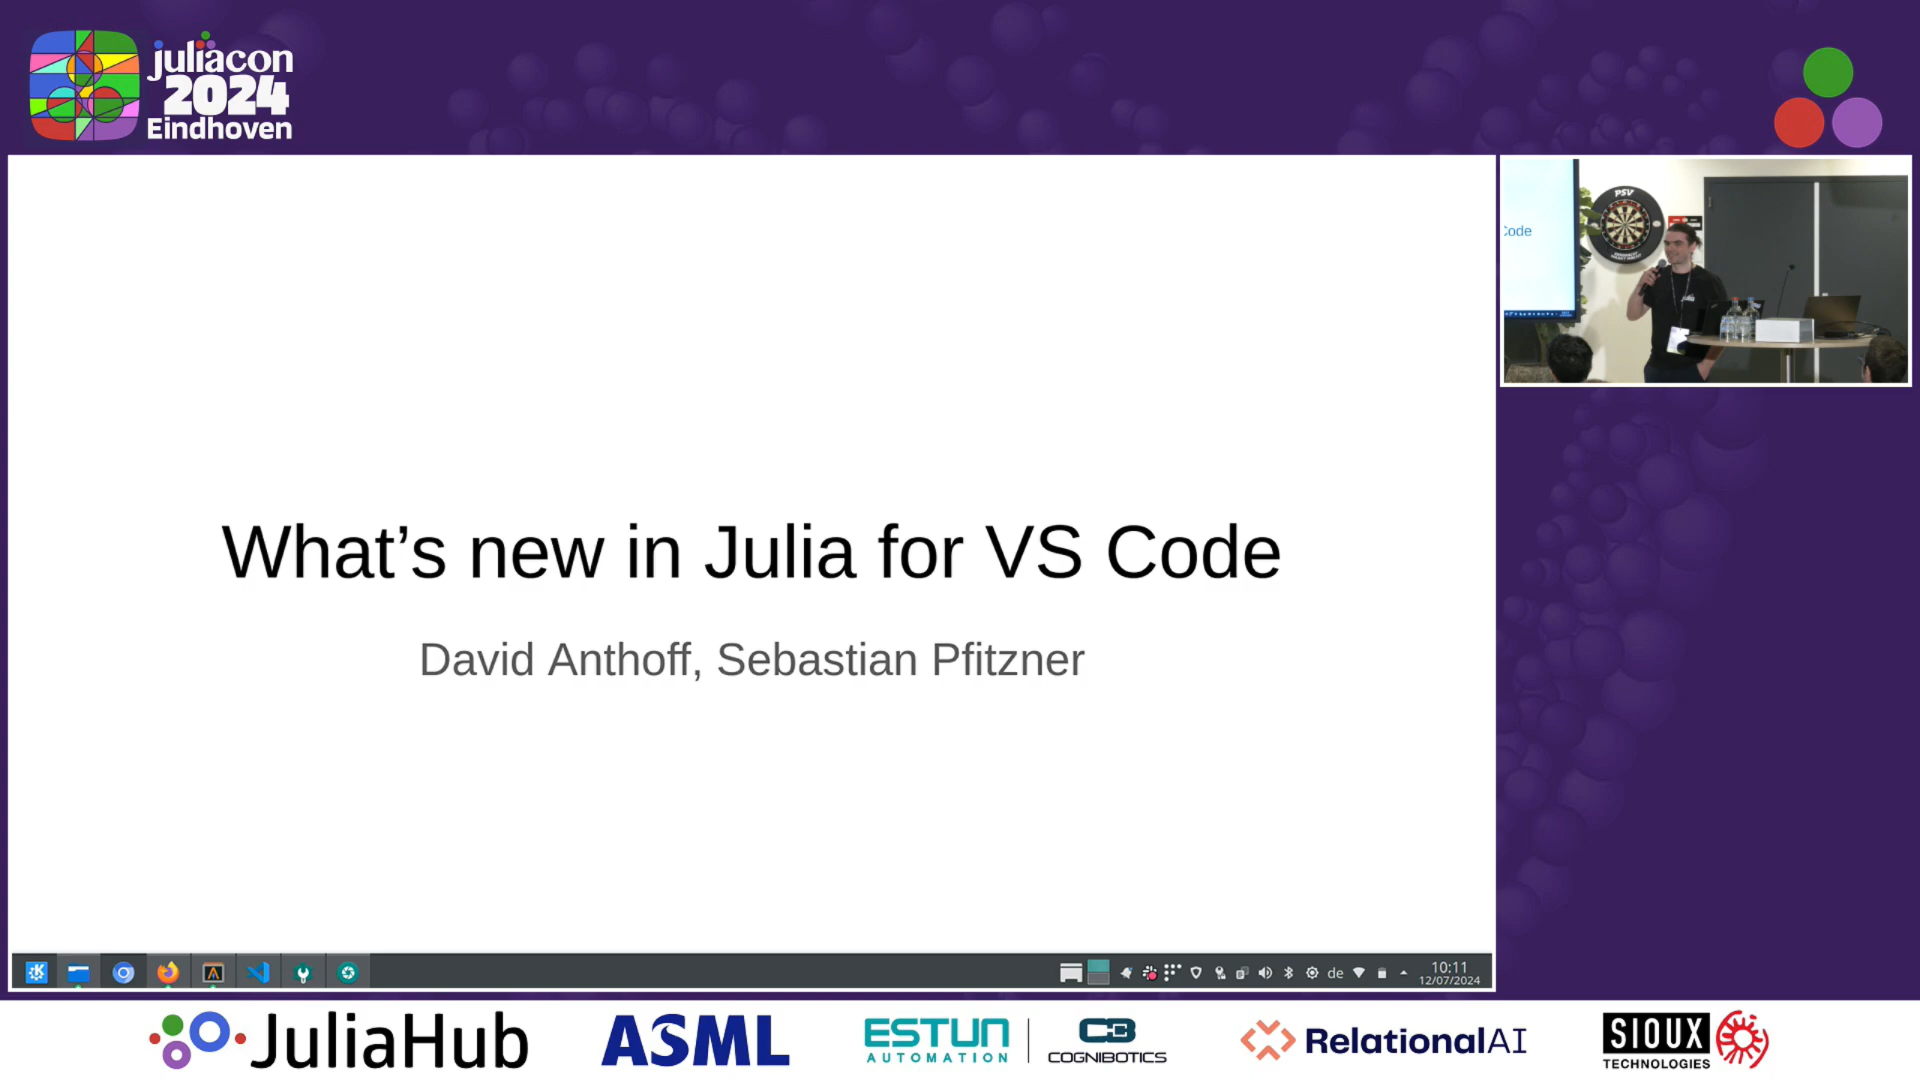 juliacon
2024
Eindhoven
PSV
Code
What's new in Julia for VS Code
David Anthoff, Sebastian Pfitzner
de
10:11
12/07/2024
JuliaHub
ASML
ESTUN
AUTOMATION
COGNIBOTICS
RelationalAI
SIOUX
TECHNOLOGIES